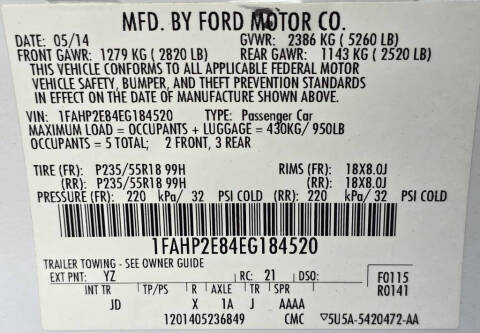 MFD. BY FORD MOTOR CO.
DATE: 05/14 GVWR: 2386 KG ( 5260 LB)
FRONT GAWR: 1279 KG ( 2820 LB) REAR GAWR: 1143 KG ( 2520 LB)
THIS VEHICLE CONFORMS TO ALL APPLICABLE FEDERAL MOTOR
VEHICLE SAFETY, BUMPER, AND THEFT PREVENTION STANDARDS
IN EFFECT ON THE DATE OF MANUFACTURE SHOWN ABOVE.
VIN: 1FAHP2E84EG184520 TYPE: Passenger Car
MAXIMUM LOAD = OCCUPANTS + LUGGAGE = 430KG/ 950LB
OCCUPANTS = 5 TOTAL; 2 FRONT, 3 REAR
TIRE (FR): P235/55R18 99H RIMS (FR): 18X8.0J
(RR): P235/55R18 99H (RR): 18X8.0J
PRESSURE (FR): 220 kPa/ 32 PSI COLD (RR): 220 kPa/ 32 PSI COLD
1FAHP2E84EG184520
TRAILER TOWING - SEE OWNER GUIDE
EXT PNT: YZ RC: 21 DSO: F0115
INT TR TP/PS R AXLE TR SPR R0141
JD X 1A J AAAA
1201405236849 CMC ▽5U5A-5420472-AA